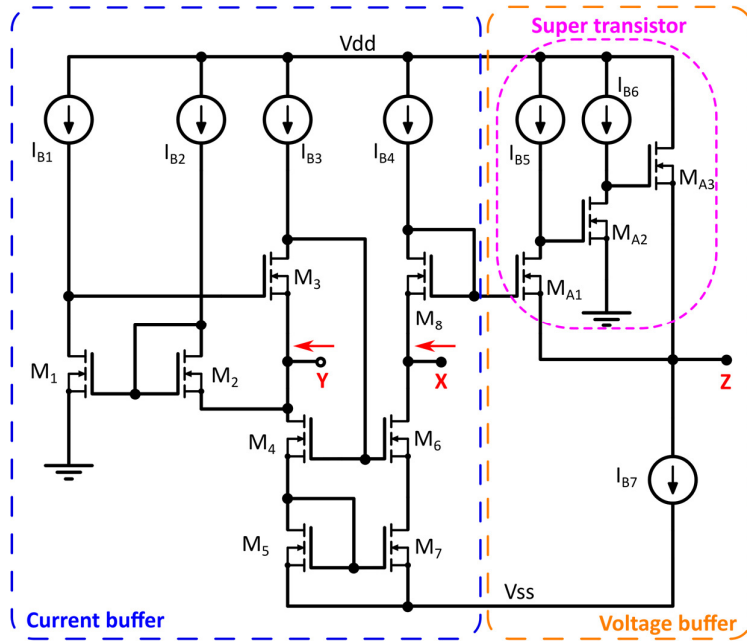 Super transistor
Vdd
I_B1
I_B2
I_B3
I_B4
I_B5
I_B6
M_A3
M_A2
M_3
M_8
M_A1
Y
X
Z
M_1
M_2
M_4
M_6
I_B7
M_5
M_7
Vss
Current buffer
Voltage buffer